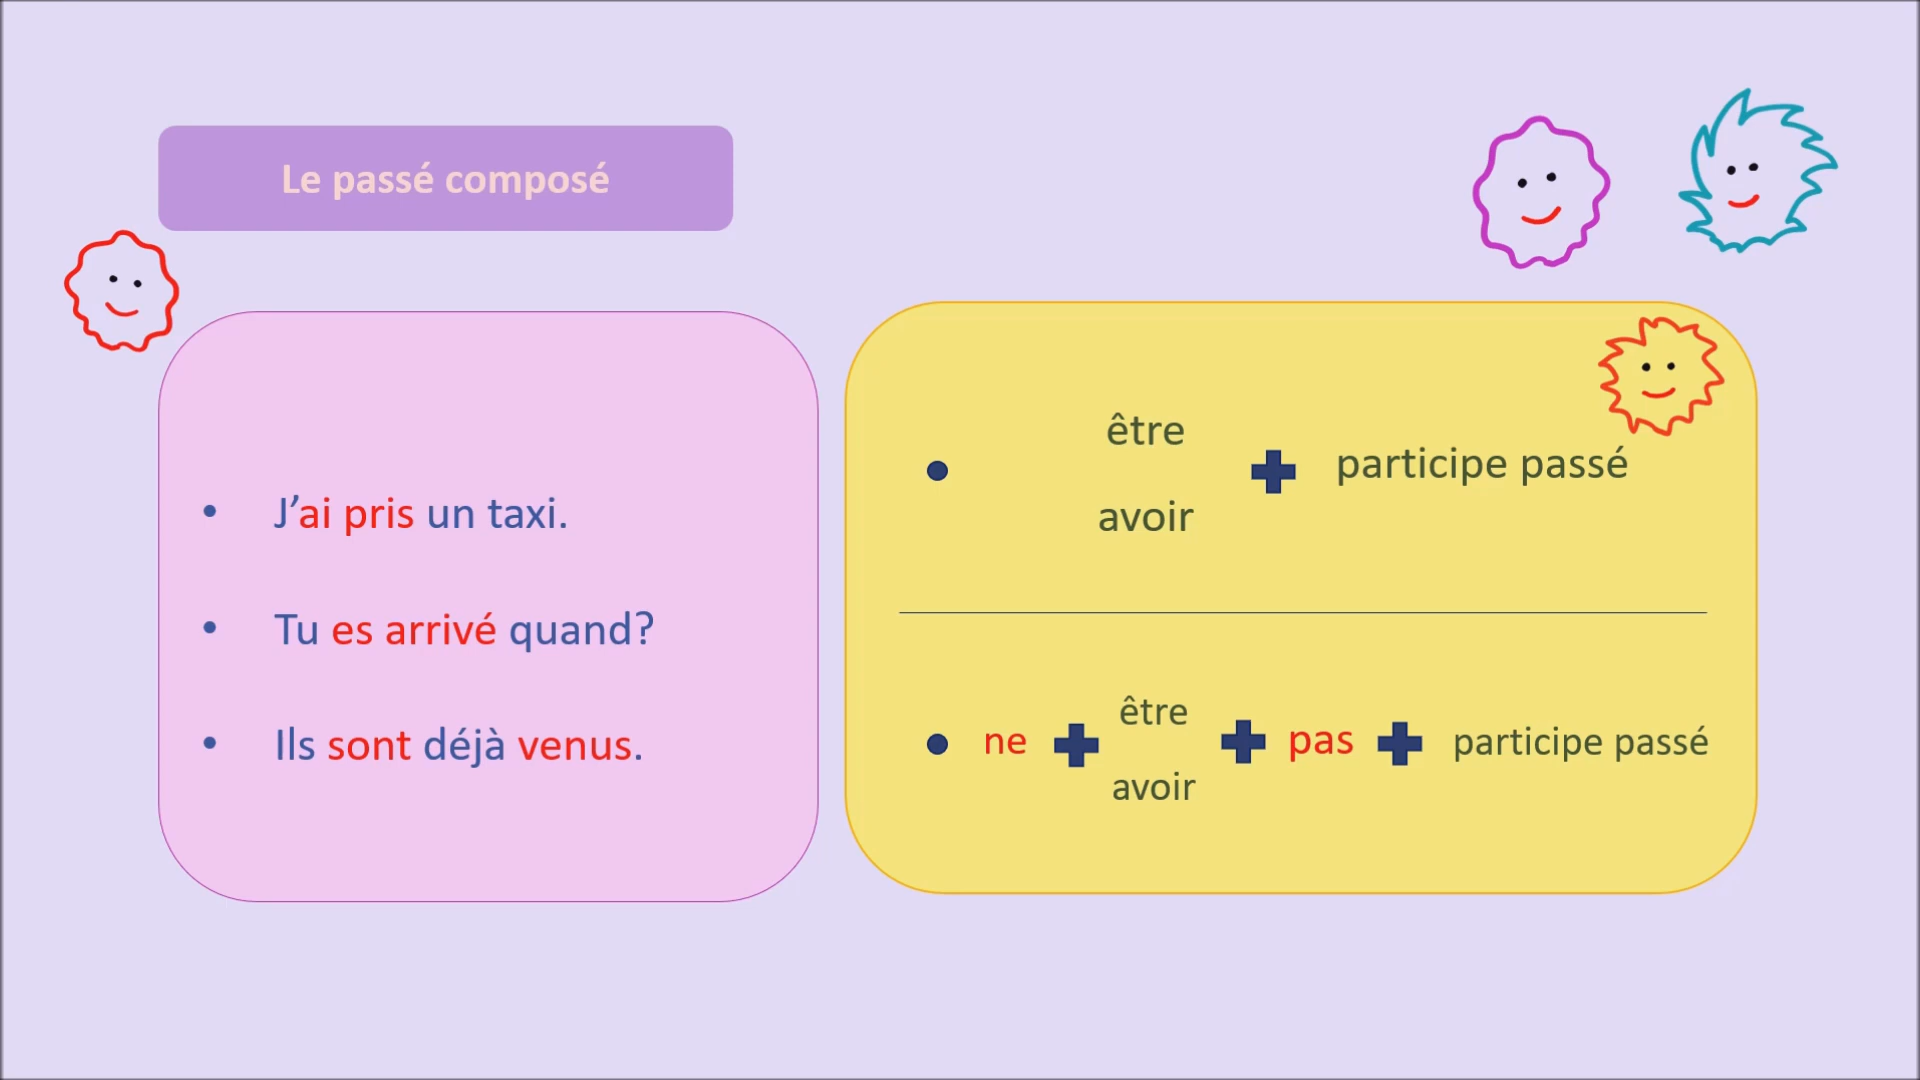 Le passé composé
• J’ai pris un taxi.
• Tu es arrivé quand?
• Ils sont déjà venus.
être
avoir
participe passé
ne
être
avoir
pas
participe passé